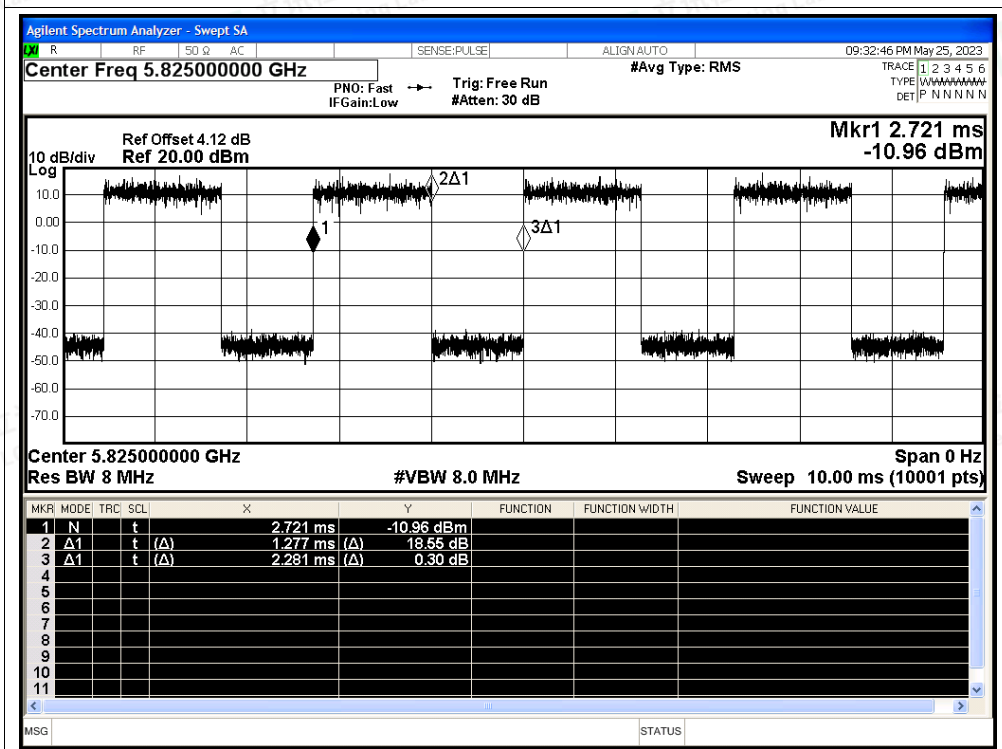 Agilent Spectrum Analyzer - Swept SA
LXI R RF 50 Ω AC SENSE:PULSE ALIGN AUTO 09:32:46 PM May 25, 2023
Center Freq 5.825000000 GHz #Avg Type: RMS TRACE 1 2 3 4 5 6
PNO: Fast Trig: Free Run TYPE
IFGain:Low #Atten: 30 dB DET P N N N N N
Mkr1 2.721 ms
-10.96 dBm
Ref Offset 4.12 dB
10 dB/div Ref 20.00 dBm
Log
10.0
0.00
-10.0
-20.0
-30.0
-40.0
-50.0
-60.0
-70.0
2Δ1
1
3Δ1
Center 5.825000000 GHz Span 0 Hz
Res BW 8 MHz #VBW 8.0 MHz Sweep 10.00 ms (10001 pts)
MKR MODE TRC SCL X Y FUNCTION FUNCTION WIDTH FUNCTION VALUE
1 N t 2.721 ms -10.96 dBm
2 Δ1 t (Δ) 1.277 ms (Δ) 18.55 dB
3 Δ1 t (Δ) 2.281 ms (Δ) 0.30 dB
4
5
6
7
8
9
10
11
MSG STATUS